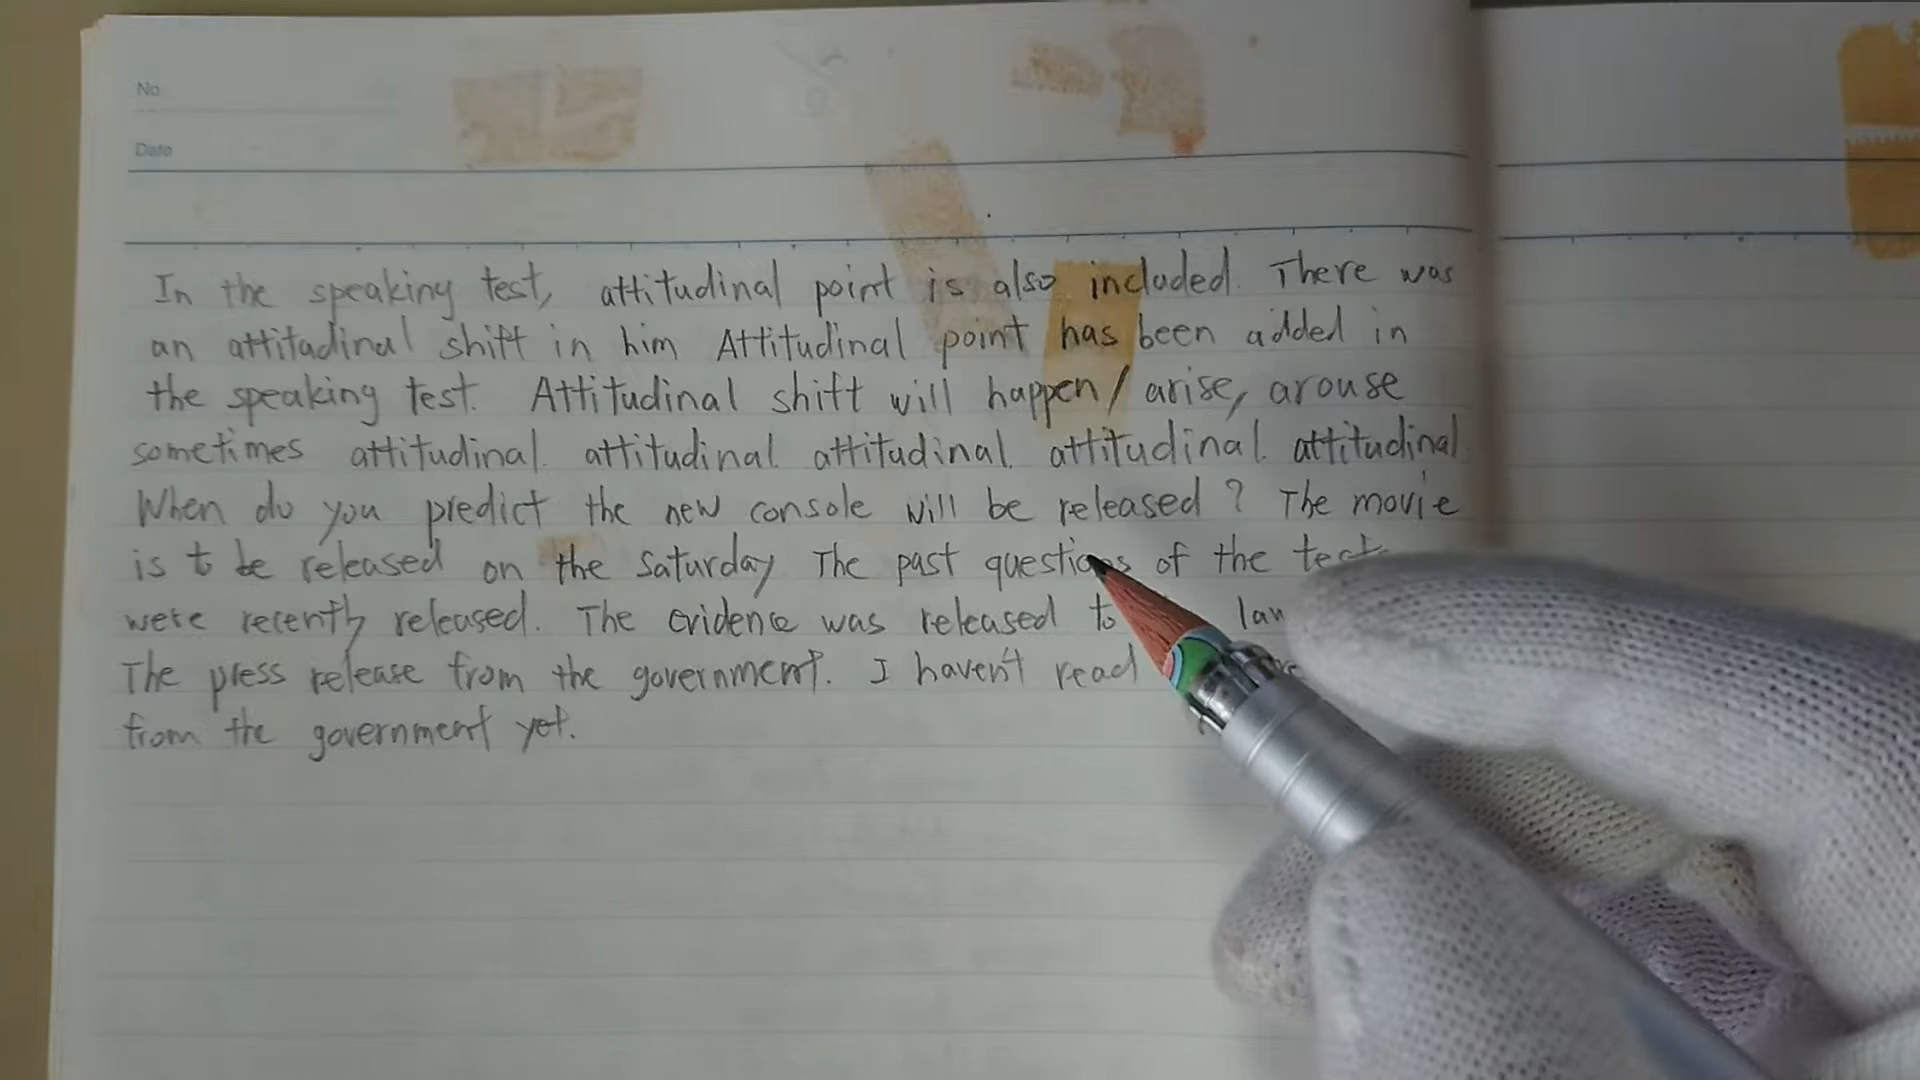 No
Date
In the speaking test, attitudinal point is also included. There was
an attitudinal shift in him Attitudinal point has been added in
the speaking test. Attitudinal shift will happen / arise, arouse
sometimes attitudinal. attitudinal. attitudinal. attitudinal. attitudinal.
When do you predict the new console will be released? The movie
is to be released on the Saturday The past questions of the test
were recently released. The evidence was released to
The press release from the government. I haven't read
from the government yet.